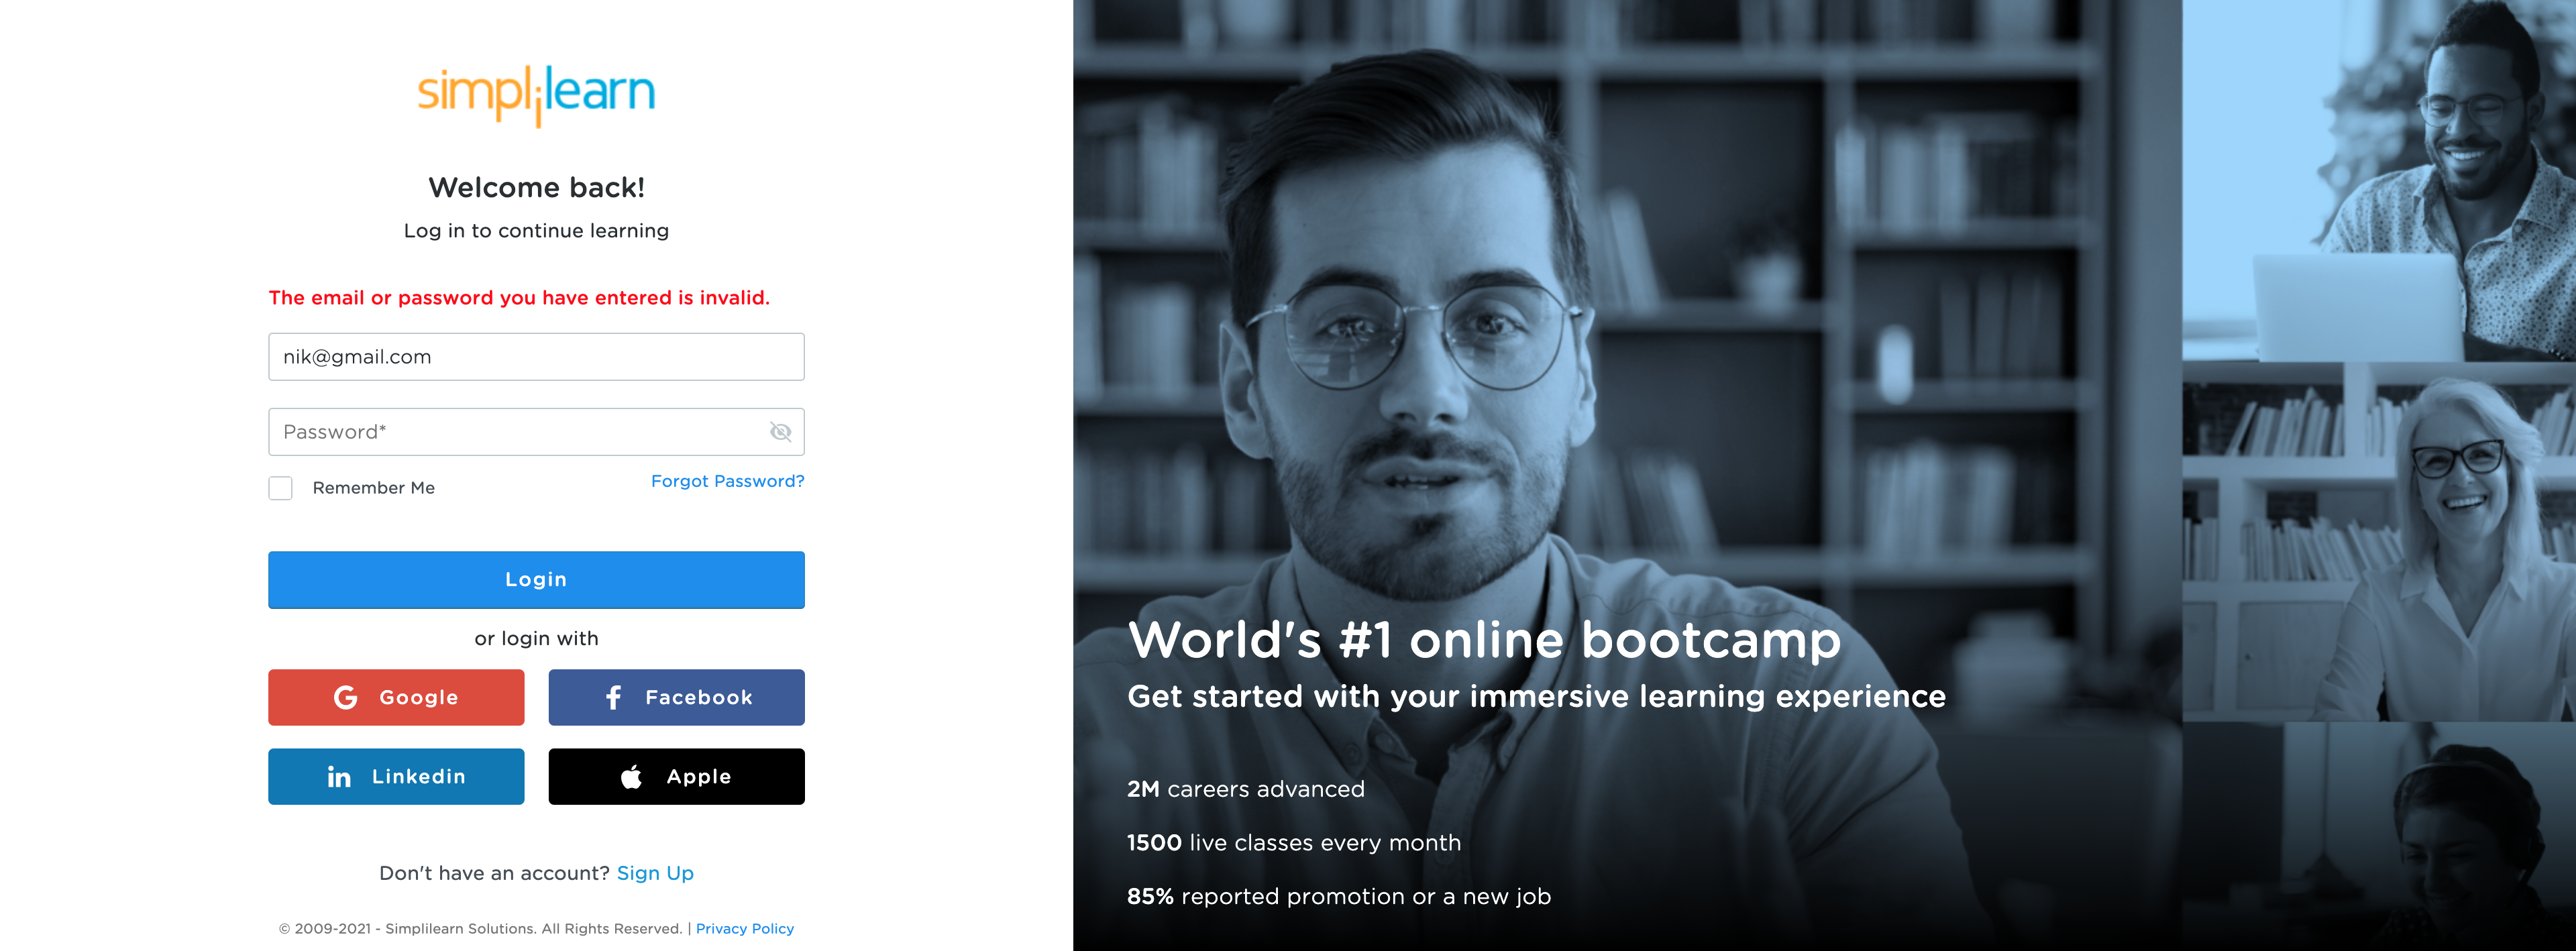 simplilearn
Welcome back!
Log in to continue learning
The email or password you have entered is invalid.
nik@gmail.com
Password*
Remember Me
Forgot Password?
Login
or login with
Google
Facebook
Linkedin
Apple
Don't have an account? Sign Up
© 2009-2021 - Simplilearn Solutions. All Rights Reserved. | Privacy Policy
World's #1 online bootcamp
Get started with your immersive learning experience
2M careers advanced
1500 live classes every month
85% reported promotion or a new job